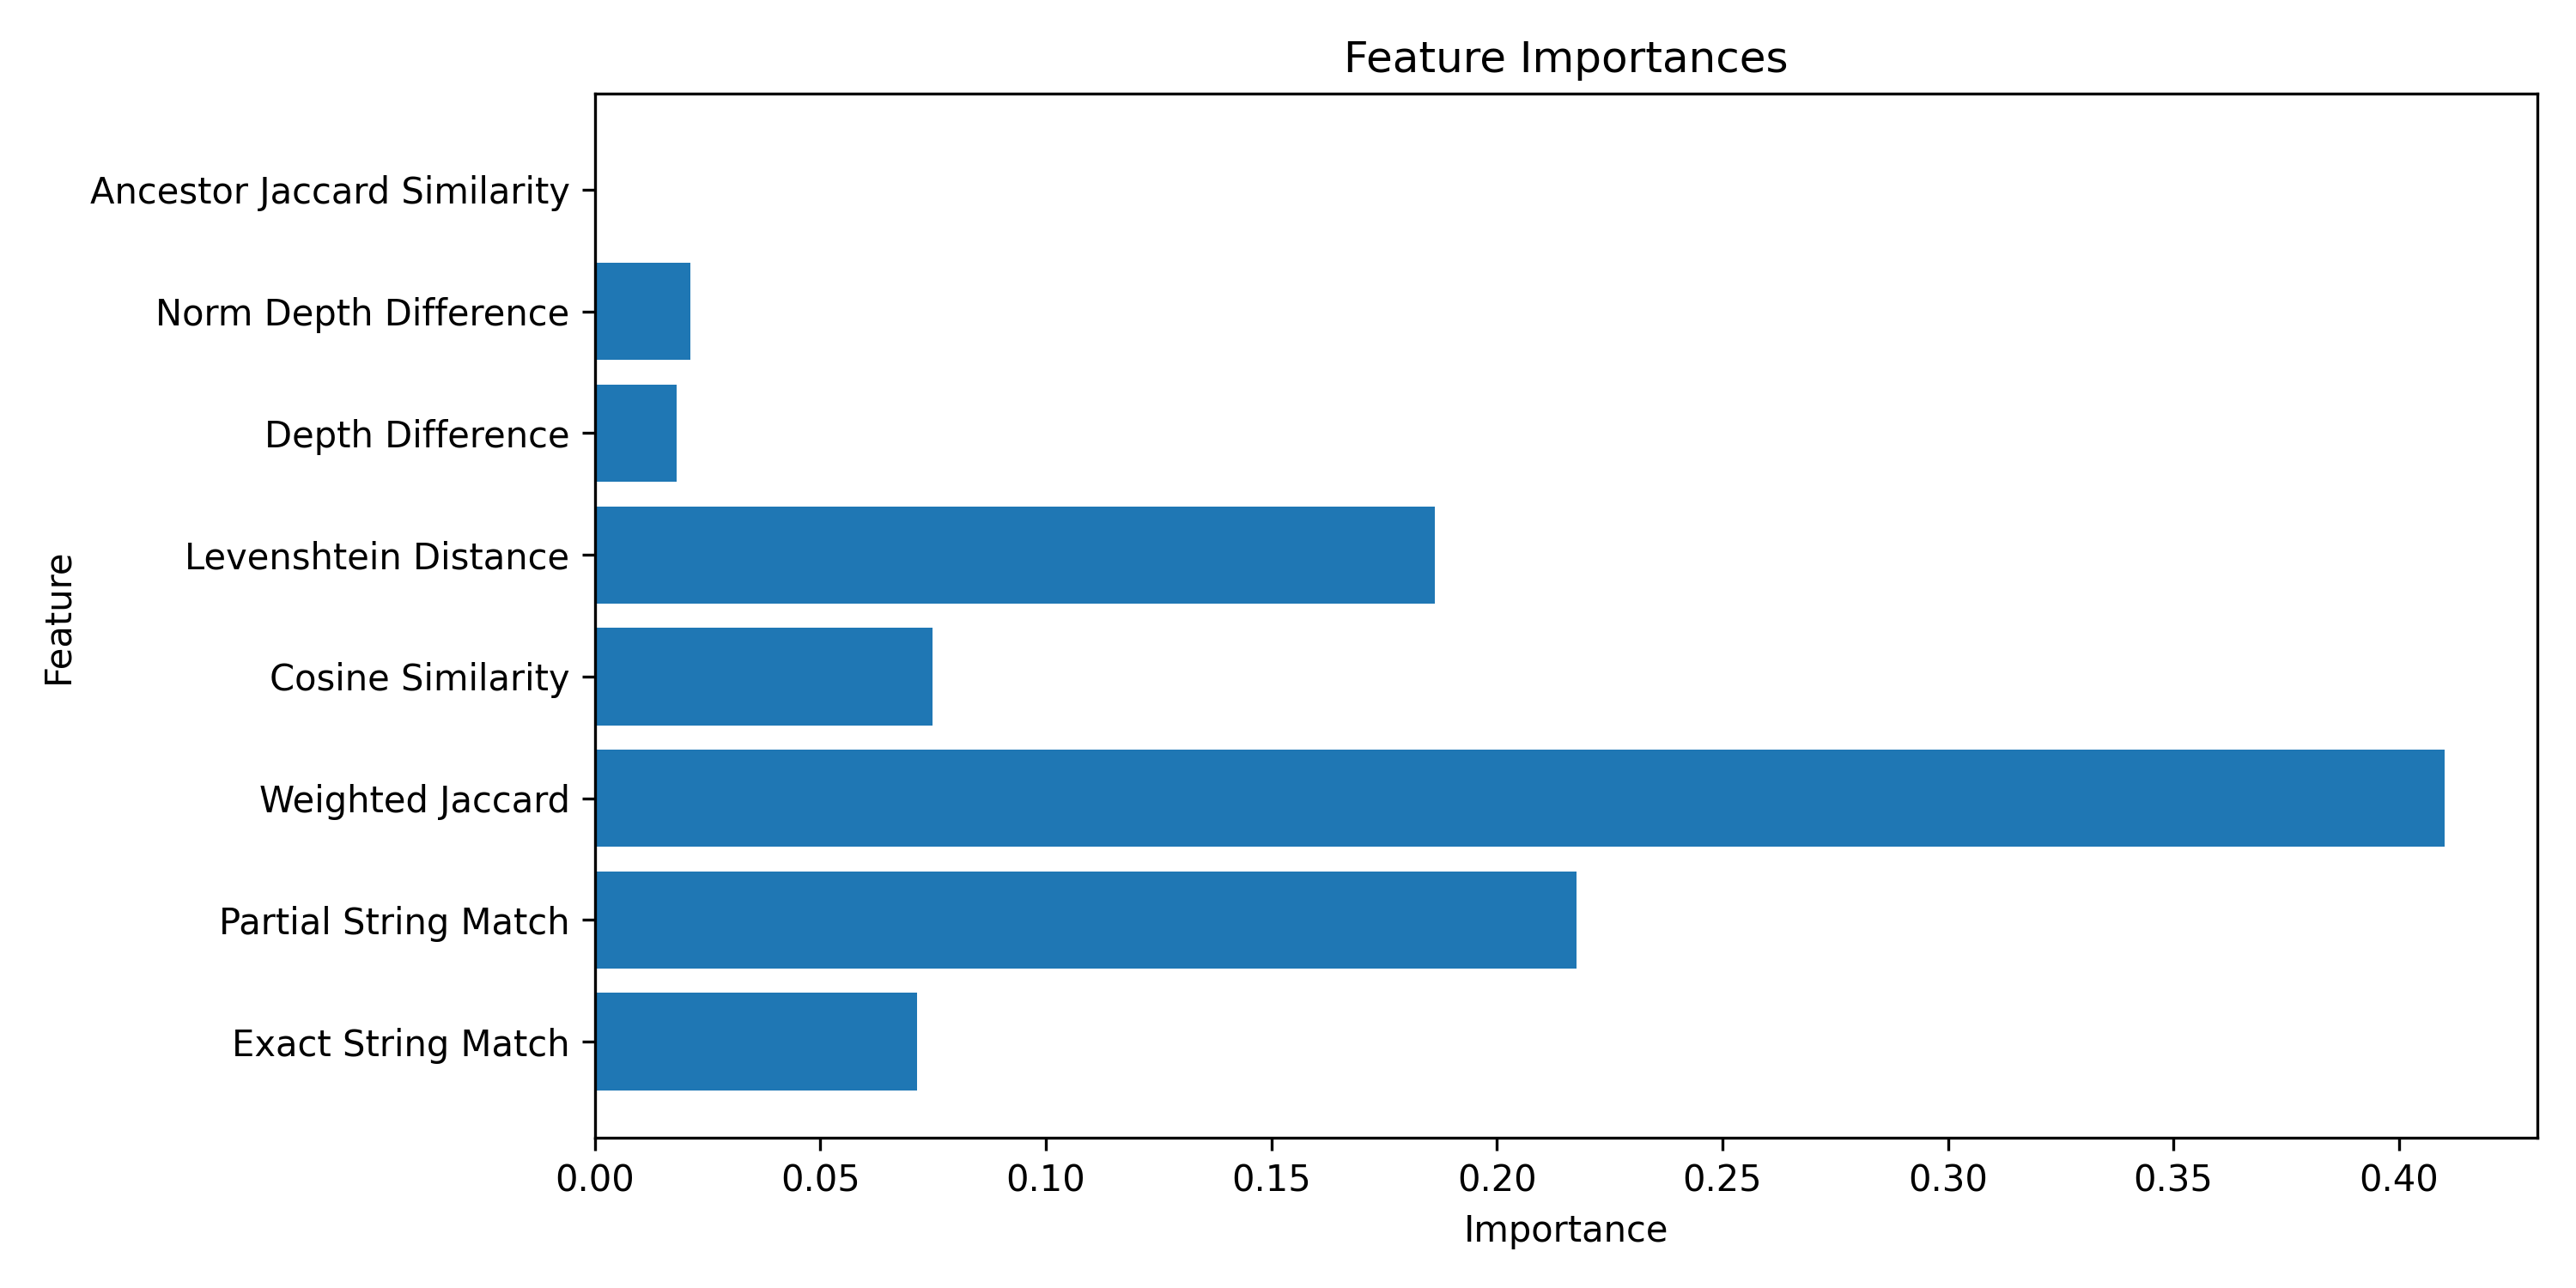 Feature Importances
Ancestor Jaccard Similarity
Norm Depth Difference
Depth Difference
Levenshtein Distance
Cosine Similarity
Weighted Jaccard
Partial String Match
Exact String Match
Feature
0.00 0.05 0.10 0.15 0.20 0.25 0.30 0.35 0.40
Importance